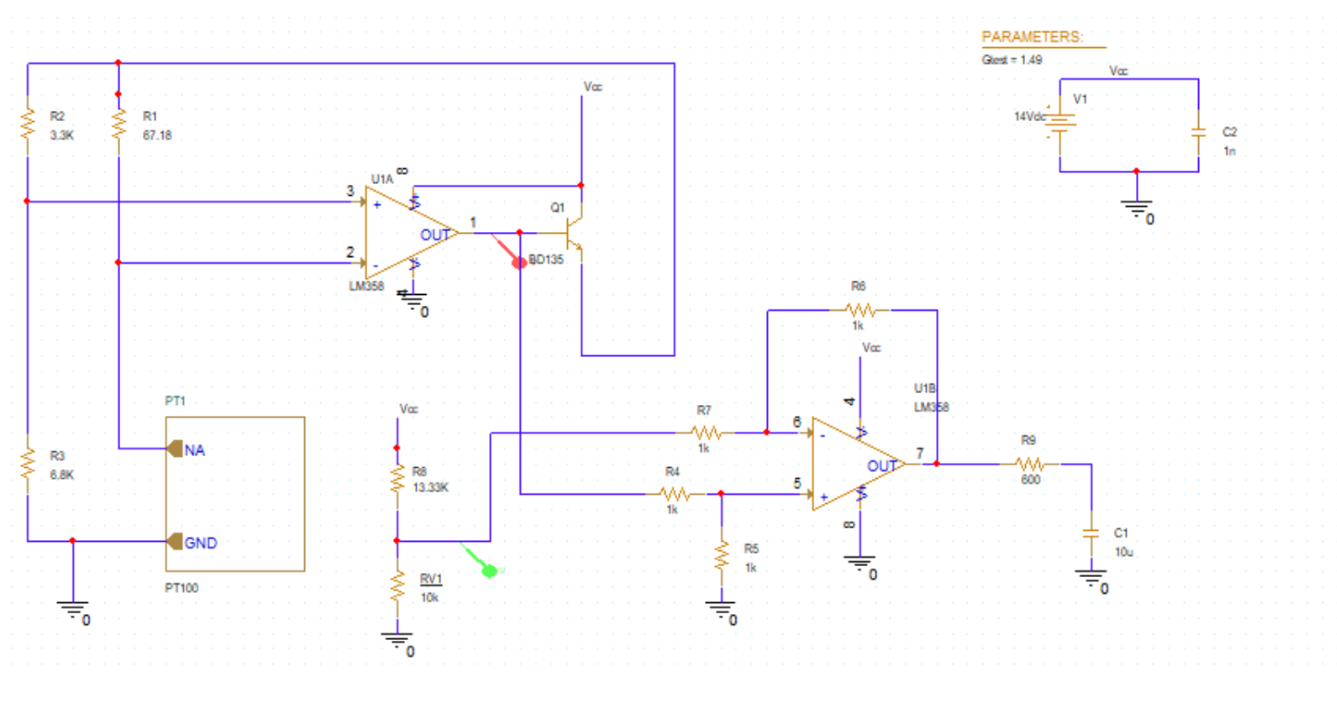 PARAMETERS:
Gtest = 1.49
Vcc
V1
14Vdc
C2
1n
0
R2
3.3K
R1
67.18
Vcc
U1A
8
3
+
2
-
OUT
1
LM358
4
0
Q1
BD135
R6
1k
Vcc
U1B
LM358
4
PT1
NA
GND
PT100
R3
6.8K
0
Vcc
R8
13.33K
RV1
10k
0
R7
1k
R4
1k
6
-
5
+
OUT
7
8
0
R5
1k
0
R9
600
C1
10u
0